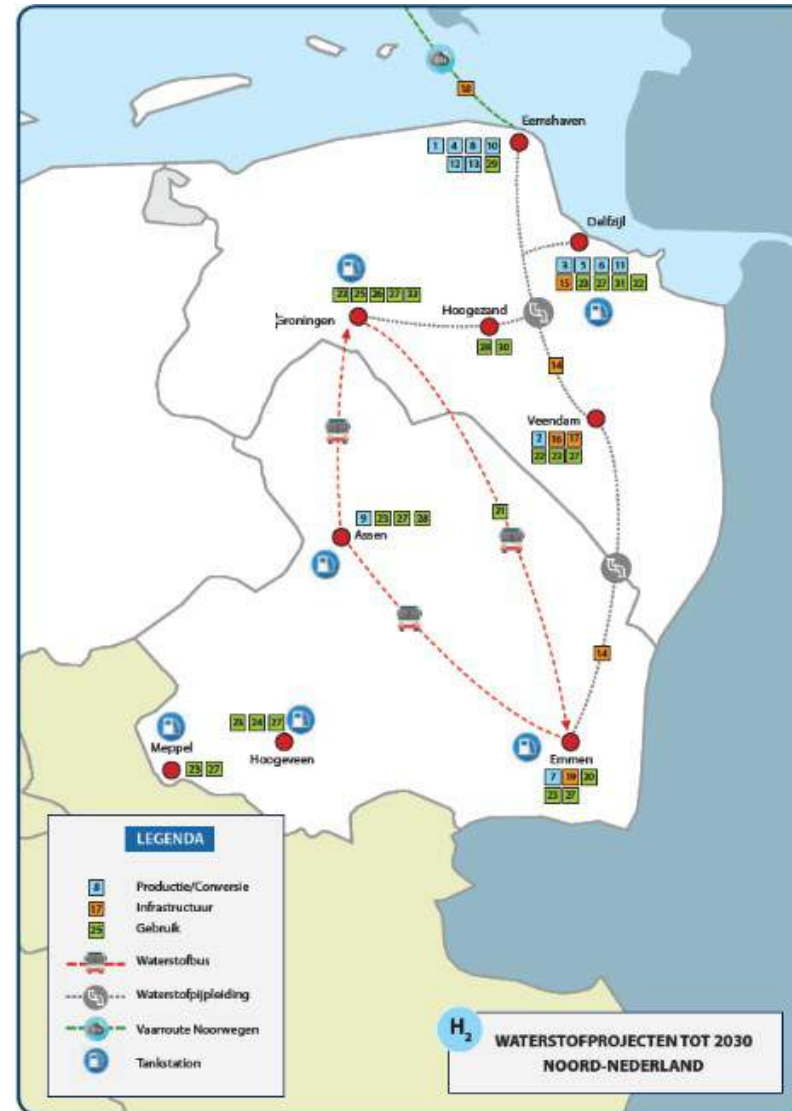 18
Eemshaven
1 4 8 10
12 13 29
Delfzijl
3 5 6 11
15 23 27 31 22
23 25 26 27 33
Groningen
Hoogezand
28 30
14
Veendam
2 16 17
22 23 27
9 23 27 28
Assen
21
14
Meppel
23 27
24 27
Hoogeveen
Emmen
7 19 20
23 27
LEGENDA
8 Productie/Conversie
17 Infrastructuur
25 Gebruik
Waterstofbus
Waterstofpijpleiding
Vaarroute Noorwegen
Tankstation
H2
WATERSTOFPROJECTEN TOT 2030
NOORD-NEDERLAND